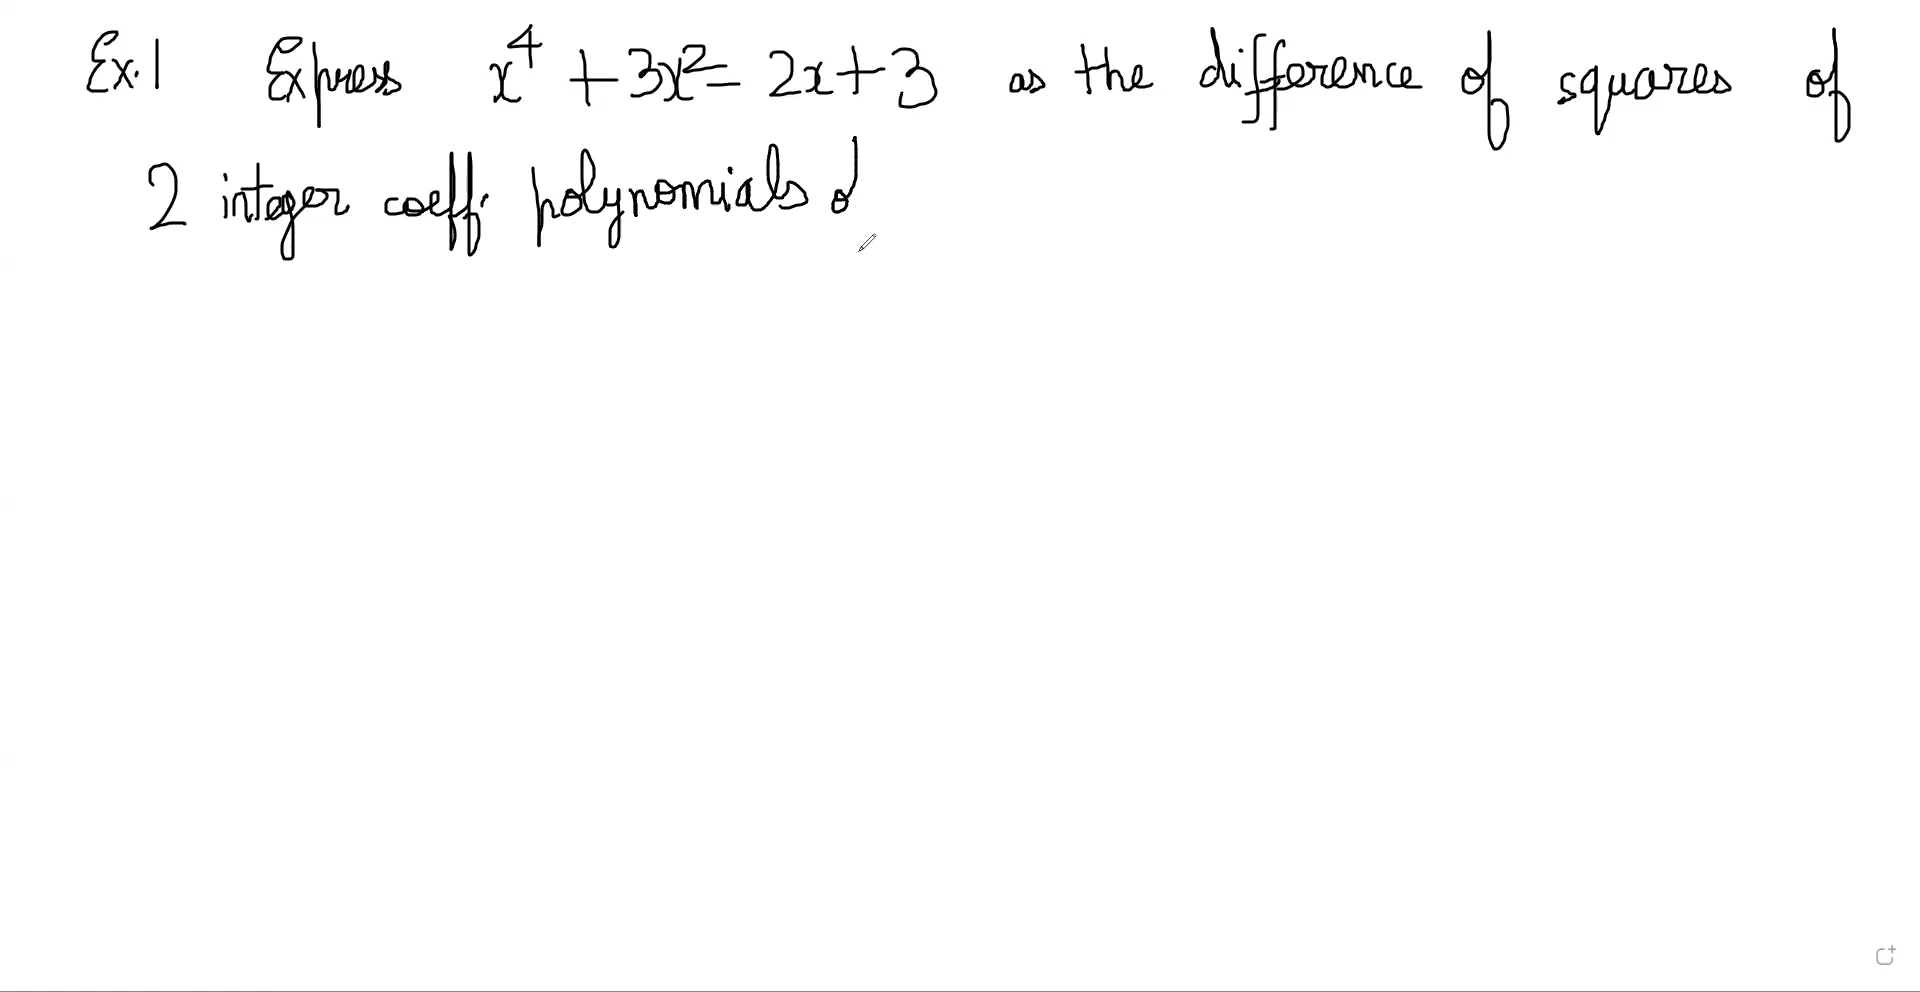 Ex.1 Express x⁴ + 3x² - 2x + 3 as the difference of squares of
2 integer coeff. polynomials o